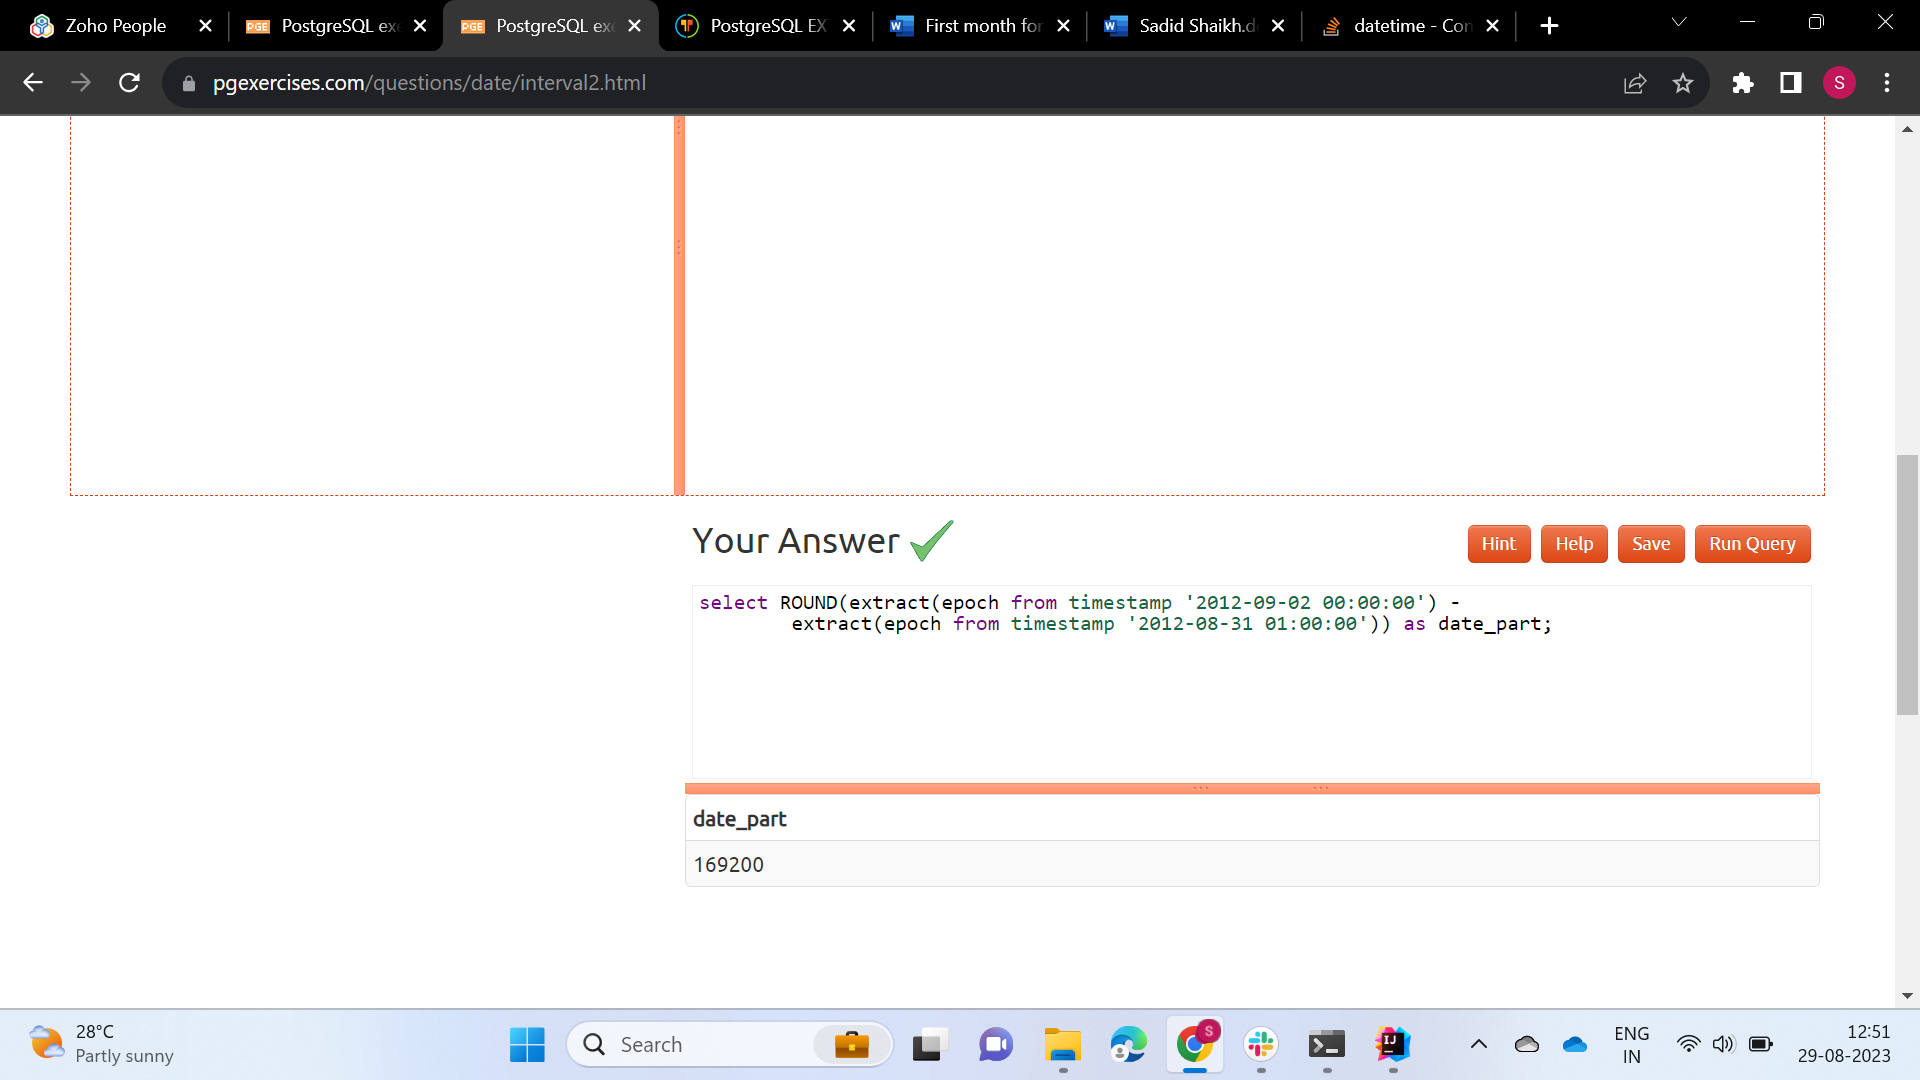 Zoho People
PostgreSQL exe
PostgreSQL exe
PostgreSQL EX
First month for
Sadid Shaikh.d
datetime - Con
pgexercises.com/questions/date/interval2.html
S
Your Answer
Hint
Help
Save
Run Query
select ROUND(extract(epoch from timestamp '2012-09-02 00:00:00') -
extract(epoch from timestamp '2012-08-31 01:00:00')) as date_part;
date_part
169200
28°C
Partly sunny
Search
S
ENG
IN
12:51
29-08-2023